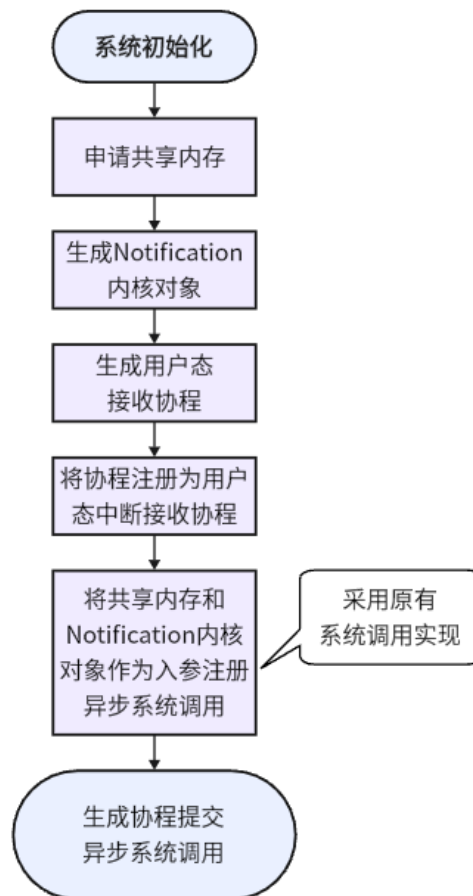 系统初始化
申请共享内存
生成Notification
内核对象
生成用户态
接收协程
将协程注册为用户
态中断接收协程
将共享内存和
Notification内核
对象作为入参注册
异步系统调用
采用原有
系统调用实现
生成协程提交
异步系统调用